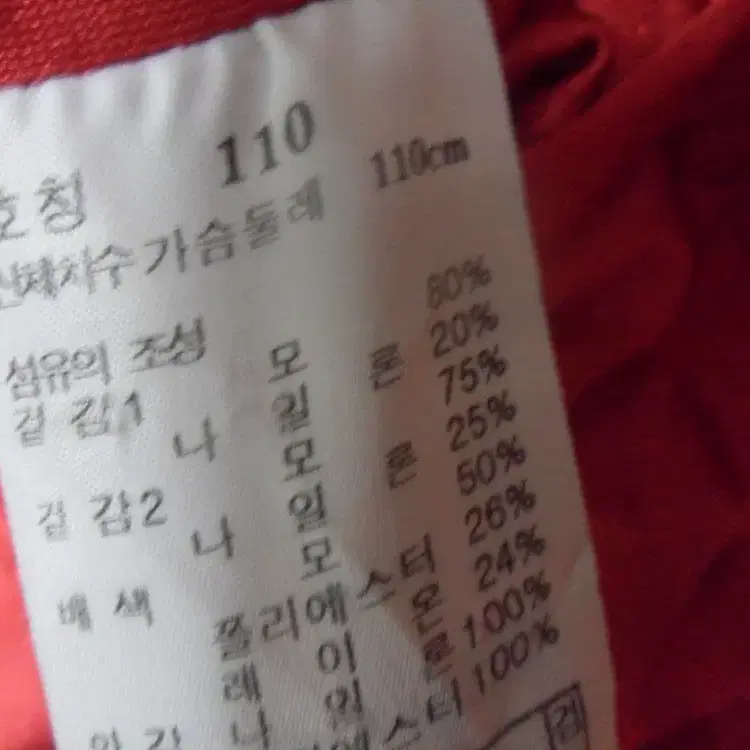 호칭 110
신체치수 가슴둘레 110cm
섬유의 조성
겉 감1 모 80%
나 일 론 20%
겉 감2 모 75%
나 일 론 25%
배 색 모 50%
폴리에스터 26%
레 이 온 24%
나 일 론 100%
에스터 100%